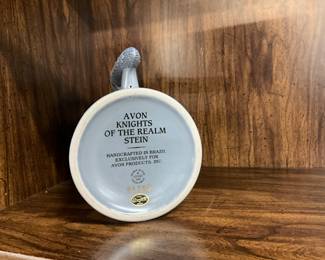 AVON
KNIGHTS
OF THE REALM
STEIN
HANDCRAFTED IN BRAZIL
EXCLUSIVELY FOR
AVON PRODUCTS, INC.